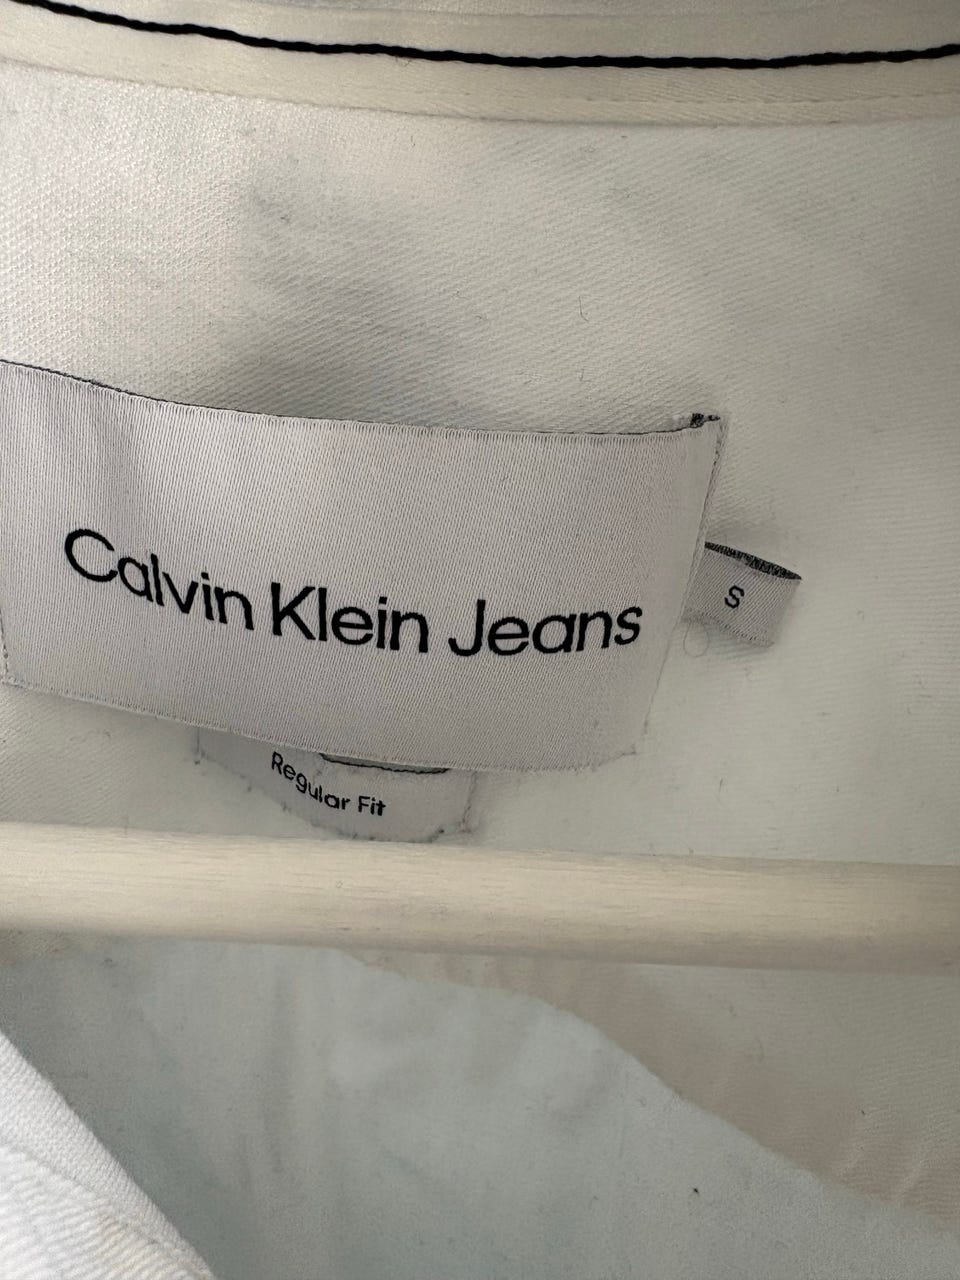 Calvin Klein Jeans
S
Regular Fit